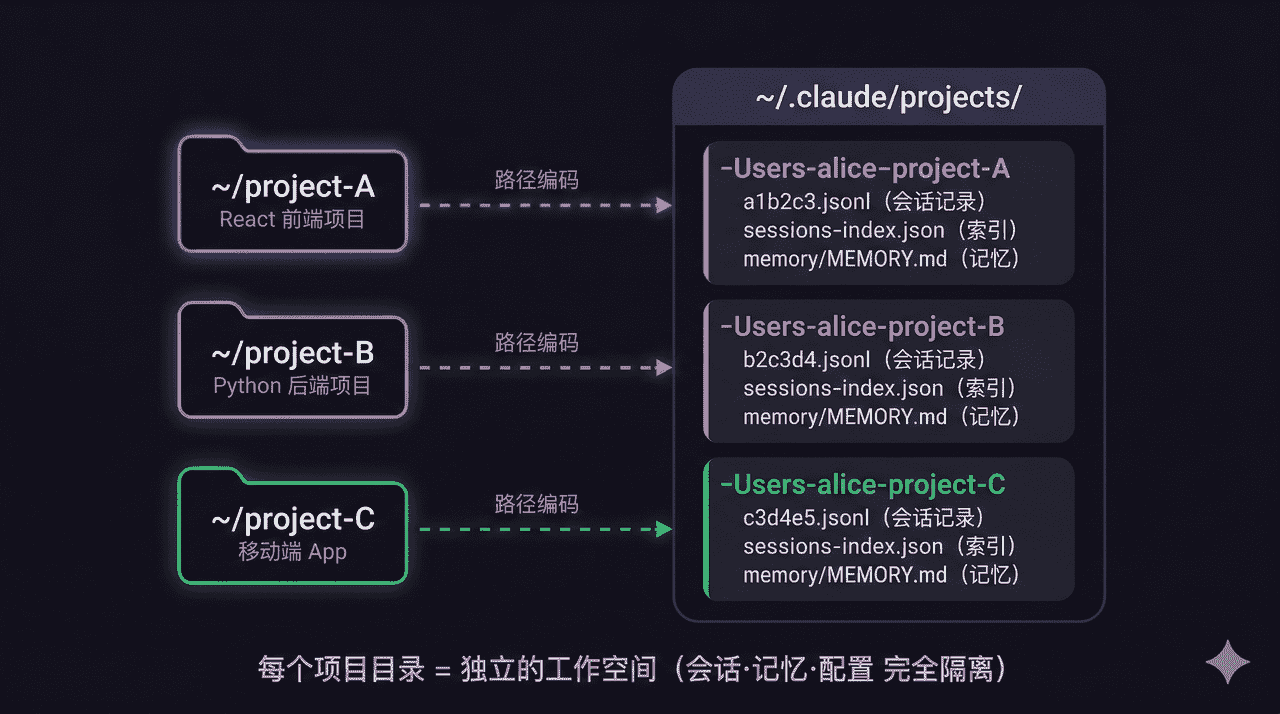 ~/.claude/projects/
~/project-A
React 前端项目
路径编码
-Users-alice-project-A
a1b2c3.jsonl（会话记录）
sessions-index.json（索引）
memory/MEMORY.md（记忆）
~/project-B
Python 后端项目
路径编码
-Users-alice-project-B
b2c3d4.jsonl（会话记录）
sessions-index.json（索引）
memory/MEMORY.md（记忆）
~/project-C
移动端 App
路径编码
-Users-alice-project-C
c3d4e5.jsonl（会话记录）
sessions-index.json（索引）
memory/MEMORY.md（记忆）
每个项目目录 = 独立的工作空间（会话·记忆·配置 完全隔离）